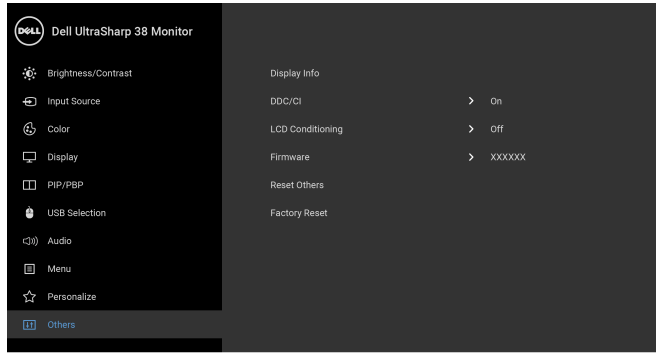 DELL Dell UltraSharp 38 Monitor
Brightness/Contrast
Input Source
Color
Display
PIP/PBP
USB Selection
Audio
Menu
Personalize
Others
Display Info
DDC/CI > On
LCD Conditioning > Off
Firmware > XXXXXX
Reset Others
Factory Reset